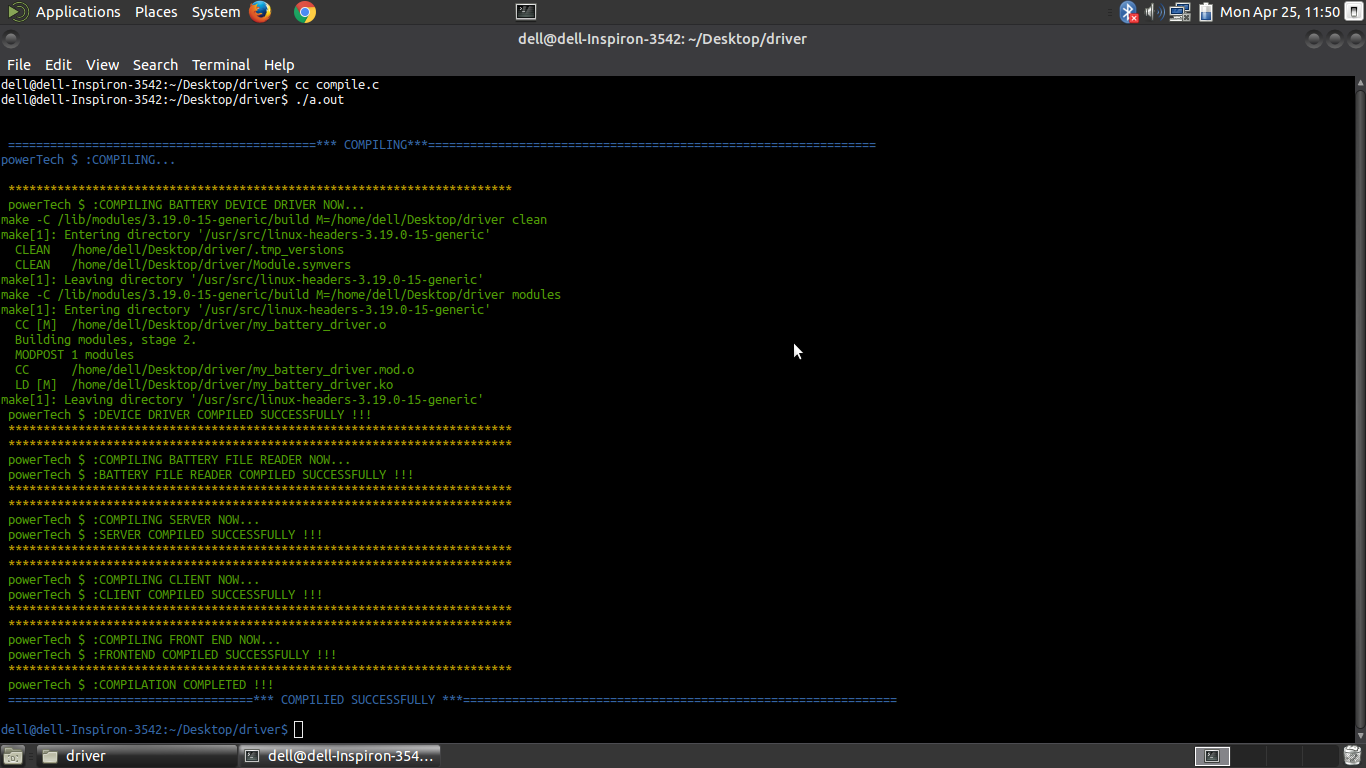 Applications Places System Mon Apr 25, 11:50
dell@dell-Inspiron-3542: ~/Desktop/driver
File Edit View Search Terminal Help
dell@dell-Inspiron-3542:~/Desktop/driver$ cc compile.c
dell@dell-Inspiron-3542:~/Desktop/driver$ ./a.out
============================================*** COMPILING***================================================================
powerTech $ :COMPILING...
************************************************************************
powerTech $ :COMPILING BATTERY DEVICE DRIVER NOW...
make -C /lib/modules/3.19.0-15-generic/build M=/home/dell/Desktop/driver clean
make[1]: Entering directory '/usr/src/linux-headers-3.19.0-15-generic'
CLEAN /home/dell/Desktop/driver/.tmp_versions
CLEAN /home/dell/Desktop/driver/Module.symvers
make[1]: Leaving directory '/usr/src/linux-headers-3.19.0-15-generic'
make -C /lib/modules/3.19.0-15-generic/build M=/home/dell/Desktop/driver modules
make[1]: Entering directory '/usr/src/linux-headers-3.19.0-15-generic'
CC [M] /home/dell/Desktop/driver/my_battery_driver.o
Building modules, stage 2.
MODPOST 1 modules
CC /home/dell/Desktop/driver/my_battery_driver.mod.o
LD [M] /home/dell/Desktop/driver/my_battery_driver.ko
make[1]: Leaving directory '/usr/src/linux-headers-3.19.0-15-generic'
powerTech $ :DEVICE DRIVER COMPILED SUCCESSFULLY !!!
************************************************************************
************************************************************************
powerTech $ :COMPILING BATTERY FILE READER NOW...
powerTech $ :BATTERY FILE READER COMPILED SUCCESSFULLY !!!
************************************************************************
************************************************************************
powerTech $ :COMPILING SERVER NOW...
powerTech $ :SERVER COMPILED SUCCESSFULLY !!!
************************************************************************
************************************************************************
powerTech $ :COMPILING CLIENT NOW...
powerTech $ :CLIENT COMPILED SUCCESSFULLY !!!
************************************************************************
************************************************************************
powerTech $ :COMPILING FRONT END NOW...
powerTech $ :FRONTEND COMPILED SUCCESSFULLY !!!
************************************************************************
powerTech $ :COMPILATION COMPLETED !!!
===================================*** COMPILIED SUCCESSFULLY ***==============================================================
dell@dell-Inspiron-3542:~/Desktop/driver$
driver dell@dell-Inspiron-354...